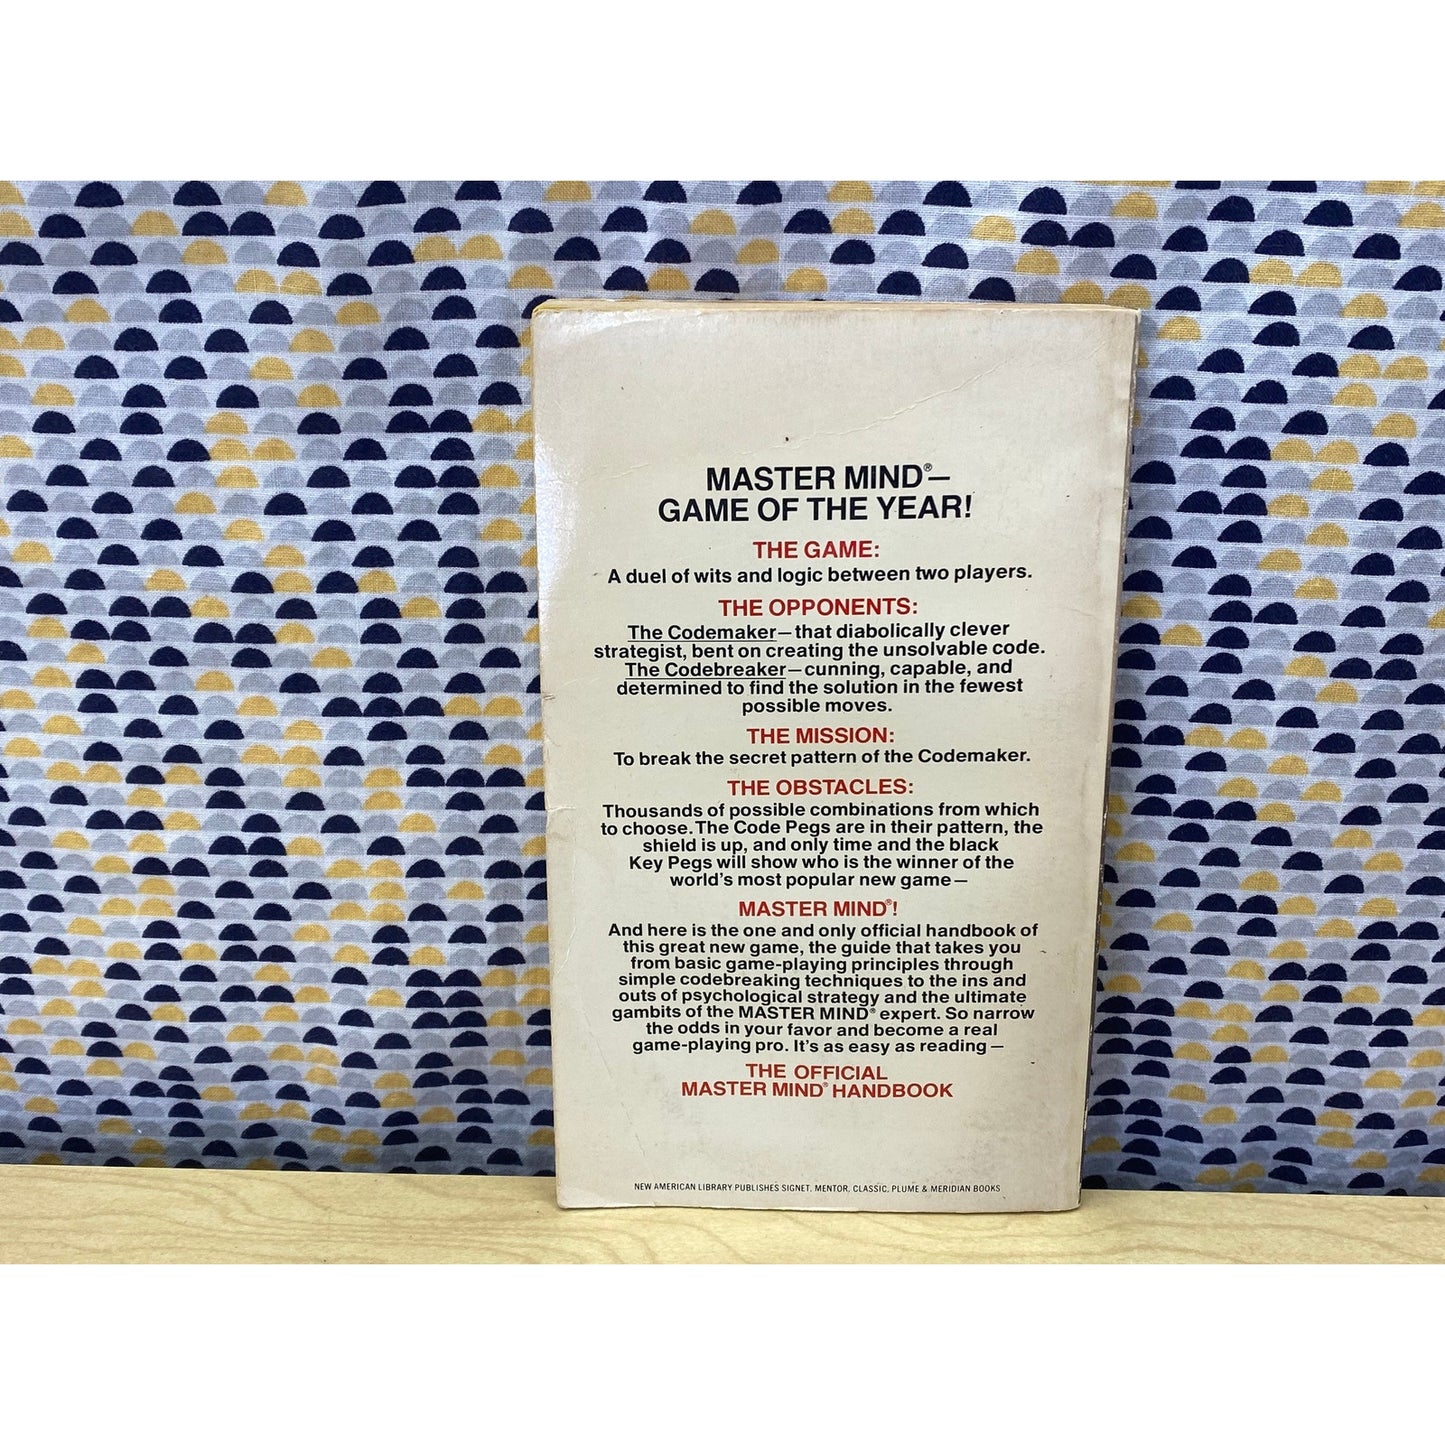 MASTER MIND®—
GAME OF THE YEAR!
THE GAME:
A duel of wits and logic between two players.
THE OPPONENTS:
The Codemaker—that diabolically clever
strategist, bent on creating the unsolvable code.
The Codebreaker—cunning, capable, and
determined to find the solution in the fewest
possible moves.
THE MISSION:
To break the secret pattern of the Codemaker.
THE OBSTACLES:
Thousands of possible combinations from which
to choose. The Code Pegs are in their pattern, the
shield is up, and only time and the black
Key Pegs will show who is the winner of the
world's most popular new game—
MASTER MIND®!
And here is the one and only official handbook of
this great new game, the guide that takes you
from basic game-playing principles through
simple codebreaking techniques to the ins and
outs of psychological strategy and the ultimate
gambits of the MASTER MIND® expert. So narrow
the odds in your favor and become a real
game-playing pro. It's as easy as reading—
THE OFFICIAL
MASTER MIND® HANDBOOK
NEW AMERICAN LIBRARY PUBLISHES SIGNET, MENTOR, CLASSIC, PLUME & MERIDIAN BOOKS